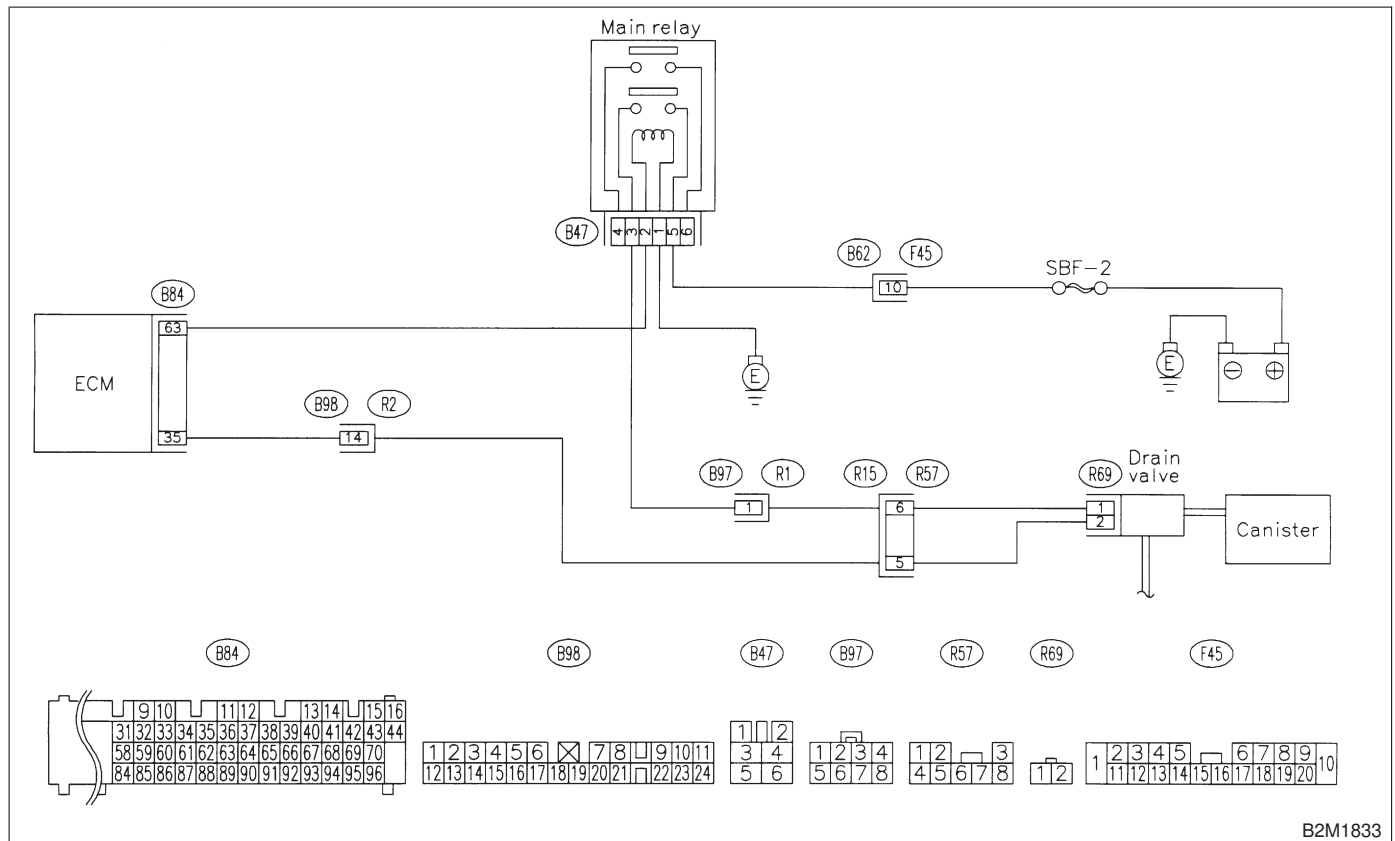 Main relay
B47
4 3 2 1 5 6
B62 F45
10
SBF-2
E
E
B84
63
ECM
35
B98 R2
14
B97 R1
1
R15 R57
6
5
R69
Drain
valve
1
2
Canister
B84
9 10 11 12 13 14 15 16
31 32 33 34 35 36 37 38 39 40 41 42 43 44
58 59 60 61 62 63 64 65 66 67 68 69 70
84 85 86 87 88 89 90 91 92 93 94 95 96
B98
1 2 3 4 5 6 7 8 9 10 11
12 13 14 15 16 17 18 19 20 21 22 23 24
B47
1 2
3 4
5 6
B97
1 2 3 4
5 6 7 8
R57
1 2 3
4 5 6 7 8
R69
1 2
F45
1 2 3 4 5 6 7 8 9 10
11 12 13 14 15 16 17 18 19 20
B2M1833